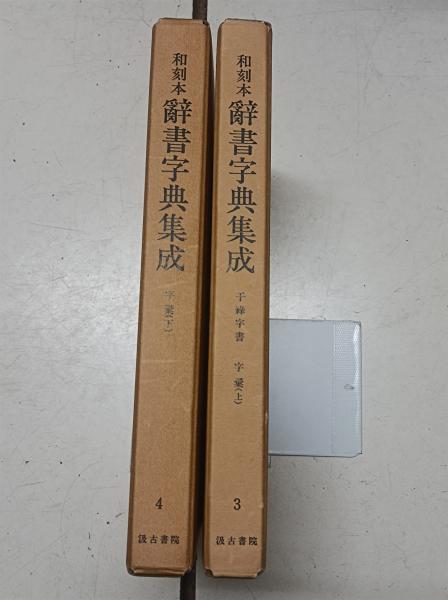 和刻本
辭書字典集成
干祿字書　字彙（上）
3
汲古書院
和刻本
辭書字典集成
字彙（下）
4
汲古書院